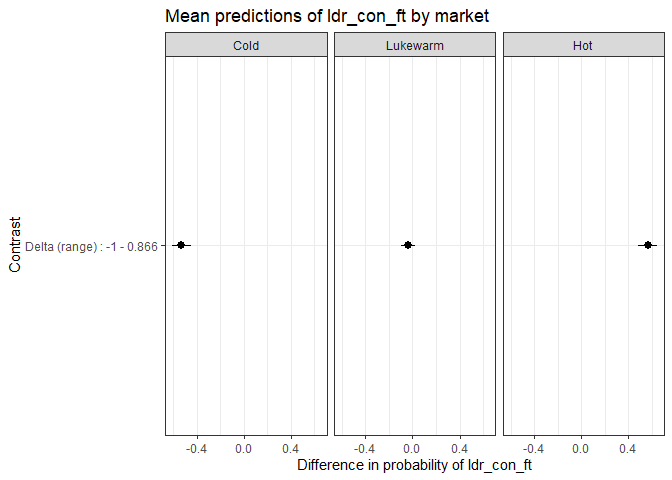 Mean predictions of ldr_con_ft by market
Cold
Lukewarm
Hot
Contrast
Delta (range) : -1 - 0.866
-0.4 0.0 0.4
-0.4 0.0 0.4
-0.4 0.0 0.4
Difference in probability of ldr_con_ft